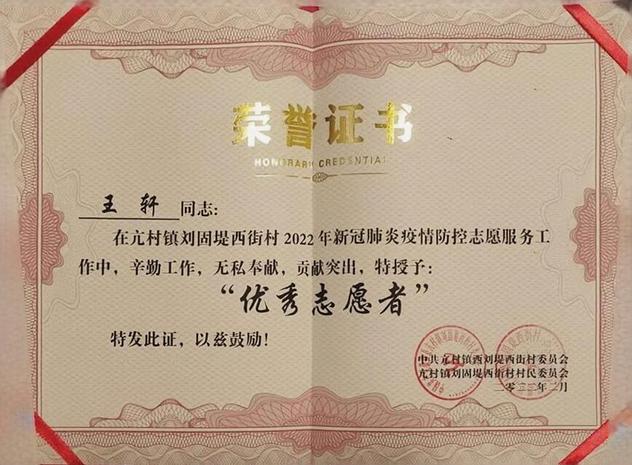 荣誉证书
HONORARY CREDENTIAL
王轩同志：
在亢村镇刘固堤西街村2022年新冠肺炎疫情防控志愿服务工
作中，辛勤工作，无私奉献，贡献突出，特授予：
“优秀志愿者”
特发此证，以兹鼓励！
中共亢村镇西刘堤西街村委员会
亢村镇刘固堤西街村村民委员会